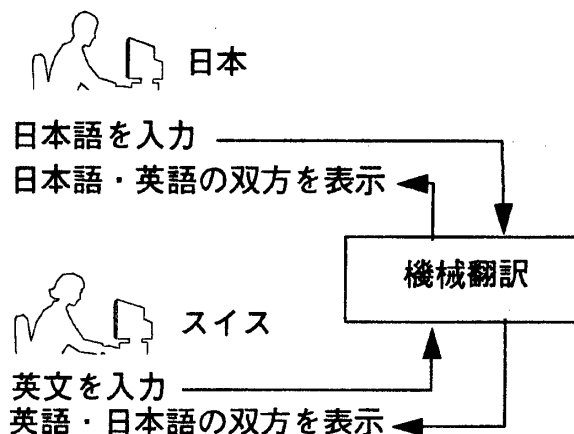 日本
日本語を入力
日本語・英語の双方を表示
機械翻訳
スイス
英文を入力
英語・日本語の双方を表示